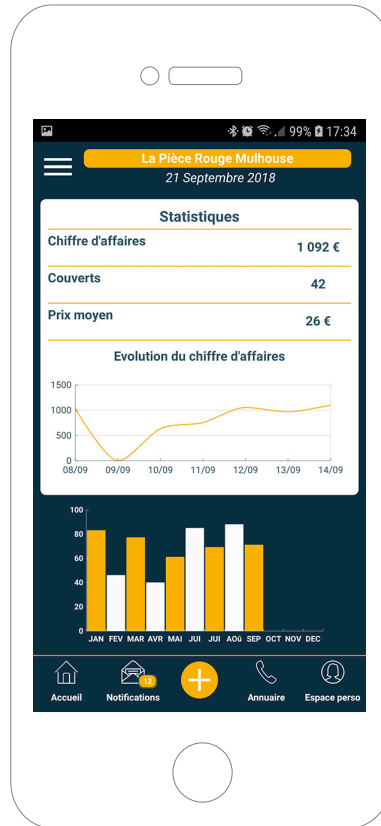 99% 17:34
La Pièce Rouge Mulhouse
21 Septembre 2018
Statistiques
Chiffre d'affaires 1 092 €
Couverts 42
Prix moyen 26 €
Evolution du chiffre d'affaires
1500
1000
500
0
08/09 09/09 10/09 11/09 12/09 13/09 14/09
100
80
60
40
20
0
JAN FEV MAR AVR MAI JUI JUI AOû SEP OCT NOV DEC
12
Accueil Notifications Annuaire Espace perso